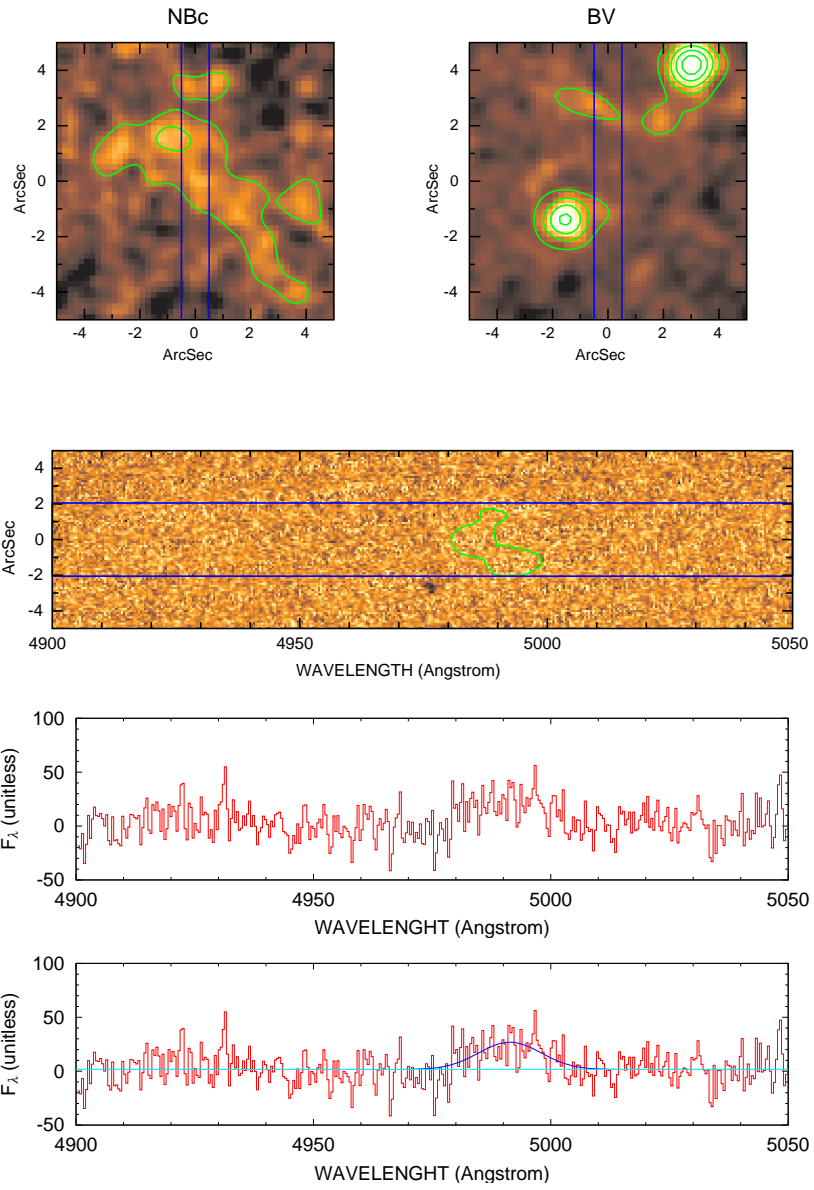 NBc BV
4 4
2 2
0 0
-2 -2
-4 -4
ArcSec ArcSec
-4 -2 0 2 4 -4 -2 0 2 4
ArcSec ArcSec
4
2
0
-2
-4
ArcSec
4900 4950 5000 5050
WAVELENGTH (Angstrom)
100
50
0
-50
Fλ (unitless)
4900 4950 5000 5050
WAVELENGHT (Angstrom)
100
50
0
-50
Fλ (unitless)
4900 4950 5000 5050
WAVELENGHT (Angstrom)